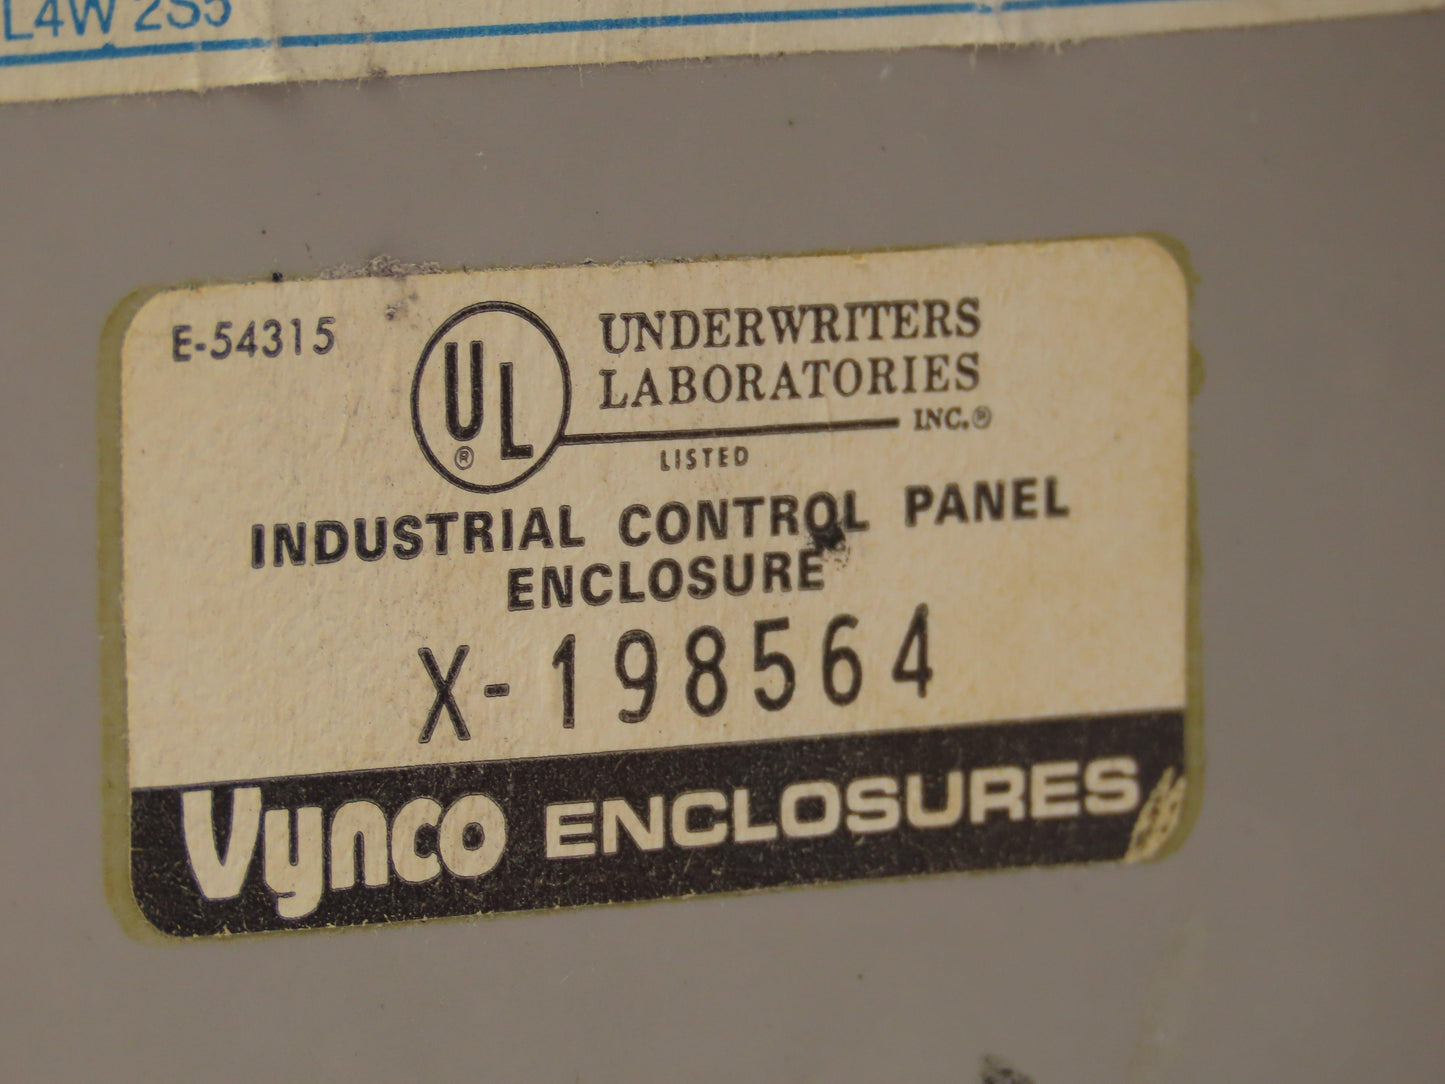 L4W 2S5
E-54315
UL®
UNDERWRITERS
LABORATORIES
INC.®
LISTED
INDUSTRIAL CONTROL PANEL
ENCLOSURE
X-198564
Vynco ENCLOSURES